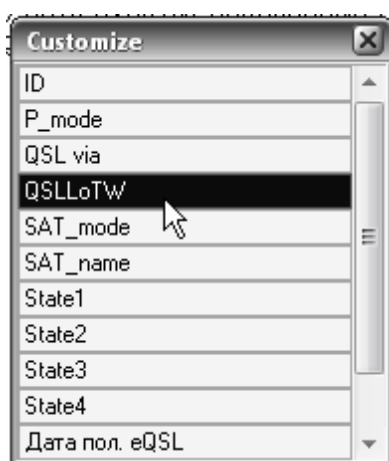 Customize
ID
P_mode
QSL via
QSLLoTW
SAT_mode
SAT_name
State1
State2
State3
State4
Дата пол. eQSL